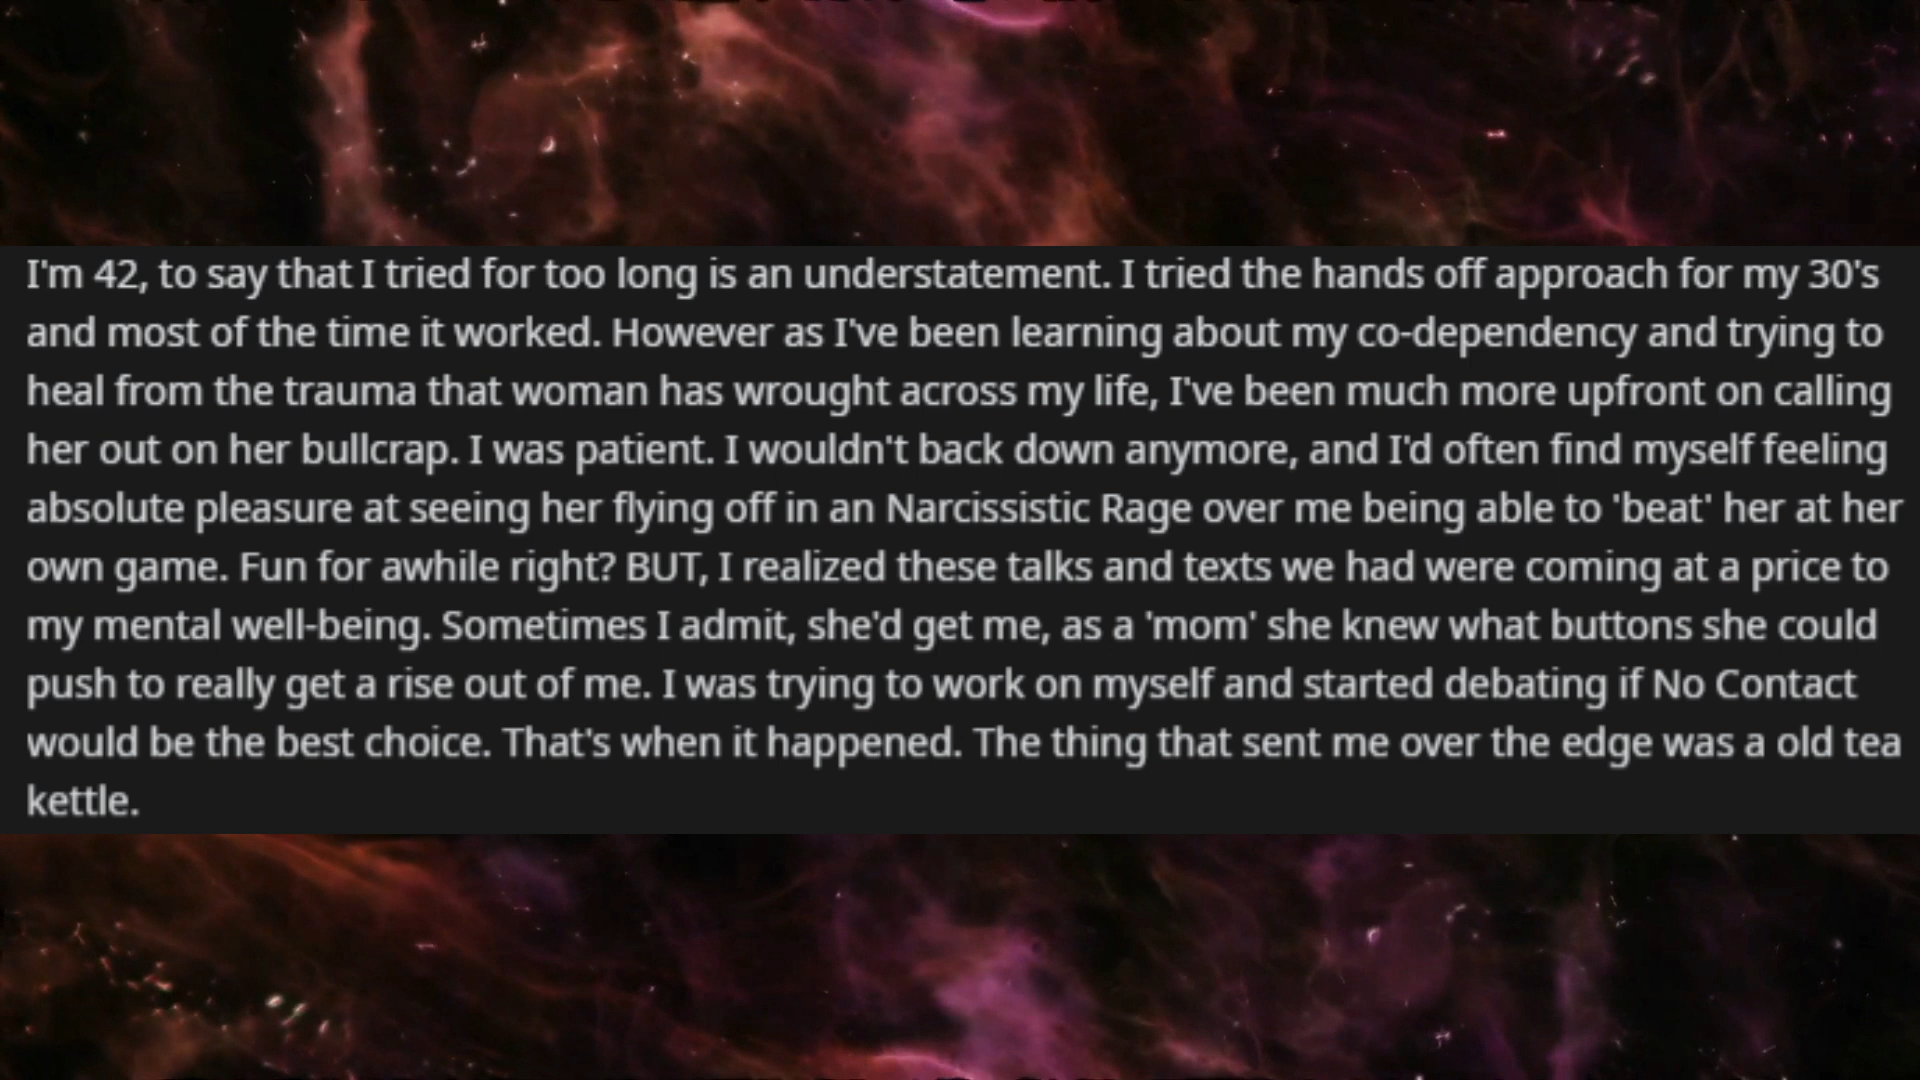 I'm 42, to say that I tried for too long is an understatement. I tried the hands off approach for my 30's
and most of the time it worked. However as I've been learning about my co-dependency and trying to
heal from the trauma that woman has wrought across my life, I've been much more upfront on calling
her out on her bullcrap. I was patient. I wouldn't back down anymore, and I'd often find myself feeling
absolute pleasure at seeing her flying off in an Narcissistic Rage over me being able to 'beat' her at her
own game. Fun for awhile right? BUT, I realized these talks and texts we had were coming at a price to
my mental well-being. Sometimes I admit, she'd get me, as a 'mom' she knew what buttons she could
push to really get a rise out of me. I was trying to work on myself and started debating if No Contact
would be the best choice. That's when it happened. The thing that sent me over the edge was a old tea
kettle.